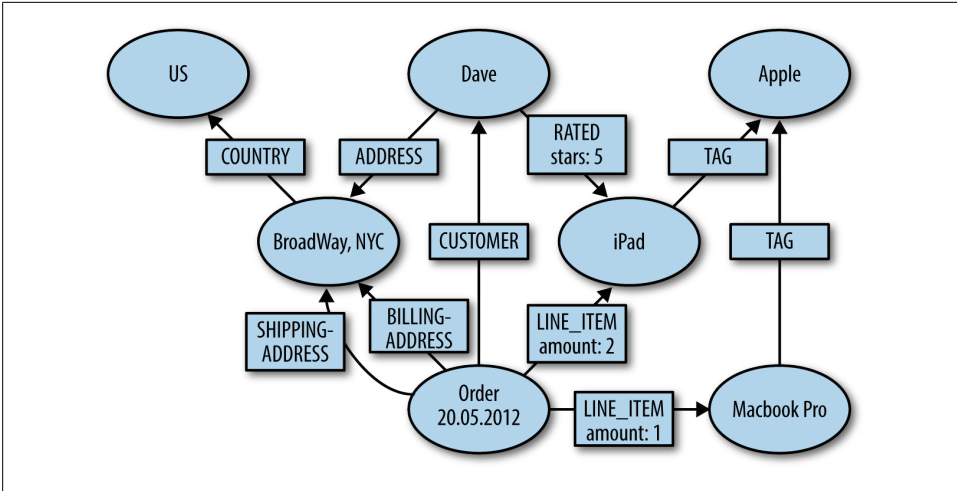 US
Dave
Apple
COUNTRY
ADDRESS
RATED
stars: 5
TAG
BroadWay, NYC
CUSTOMER
iPad
TAG
SHIPPING-
ADDRESS
BILLING-
ADDRESS
LINE_ITEM
amount: 2
Order
20.05.2012
LINE_ITEM
amount: 1
Macbook Pro